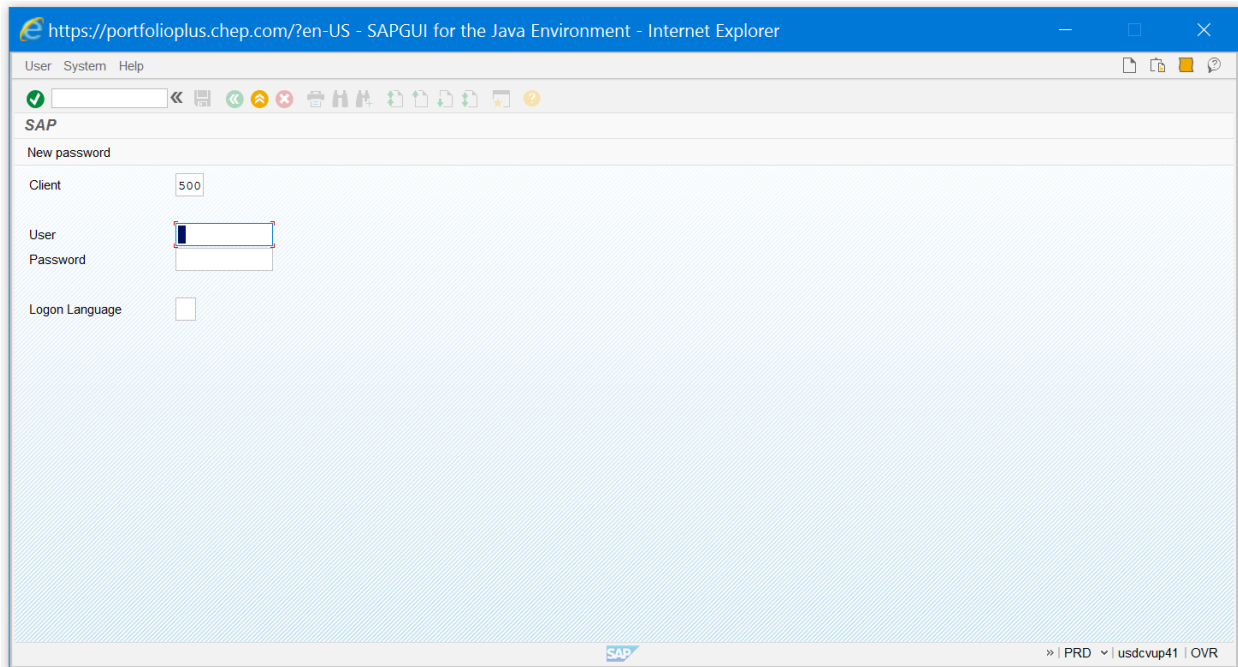 https://portfolioplus.chep.com/?en-US - SAPGUI for the Java Environment - Internet Explorer
User System Help
SAP
New password
Client 500
User
Password
Logon Language
SAP
» | PRD | usdcvup41 | OVR